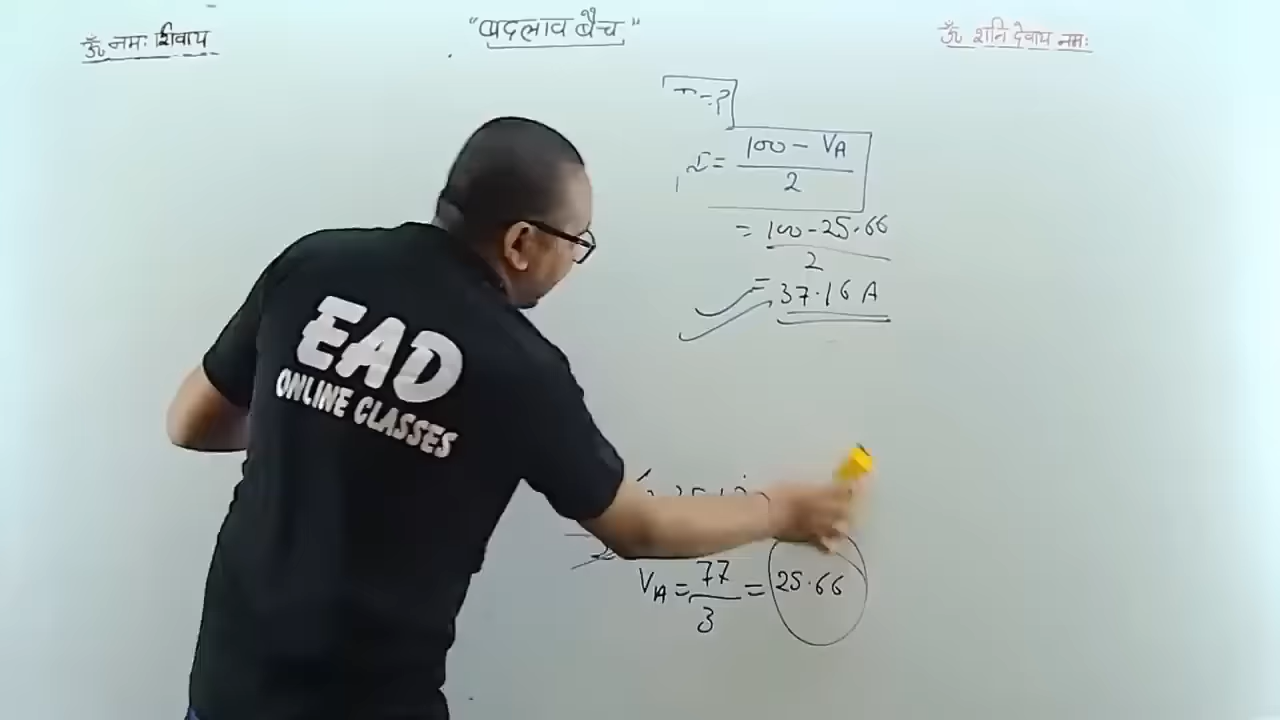 ॐ नमः शिवाय
"बदलाव बैच"
ॐ शनि देवाय नमः
I = ?
I = 100 - VA
2
= 100 - 25.66
2
= 37.16 A
EAD
ONLINE CLASSES
VA = 77 = 25.66
3